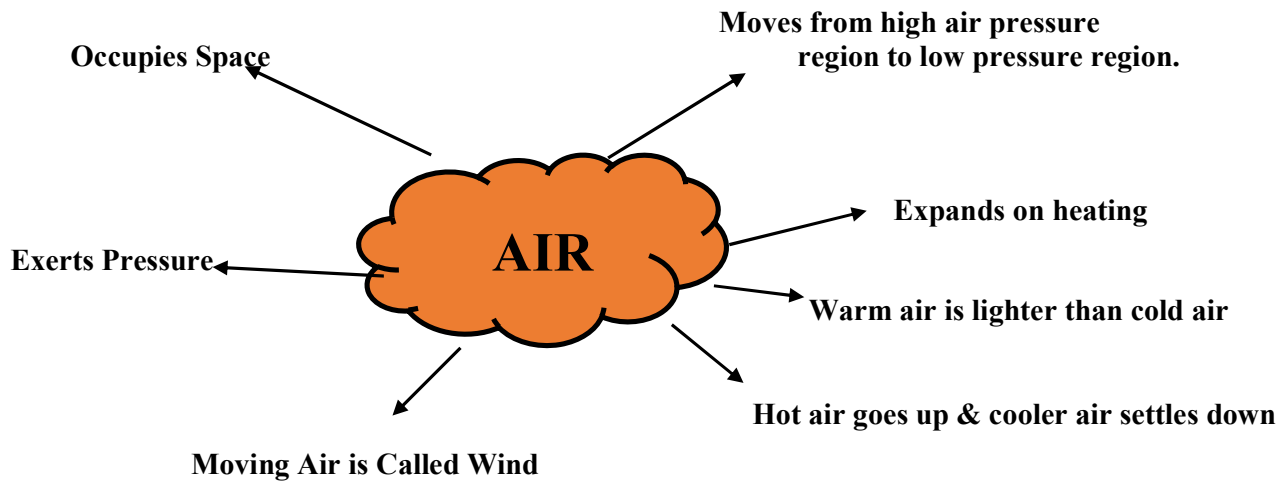 Moves from high air pressure
region to low pressure region.
Occupies Space
Expands on heating
AIR
Exerts Pressure
Warm air is lighter than cold air
Hot air goes up & cooler air settles down
Moving Air is Called Wind